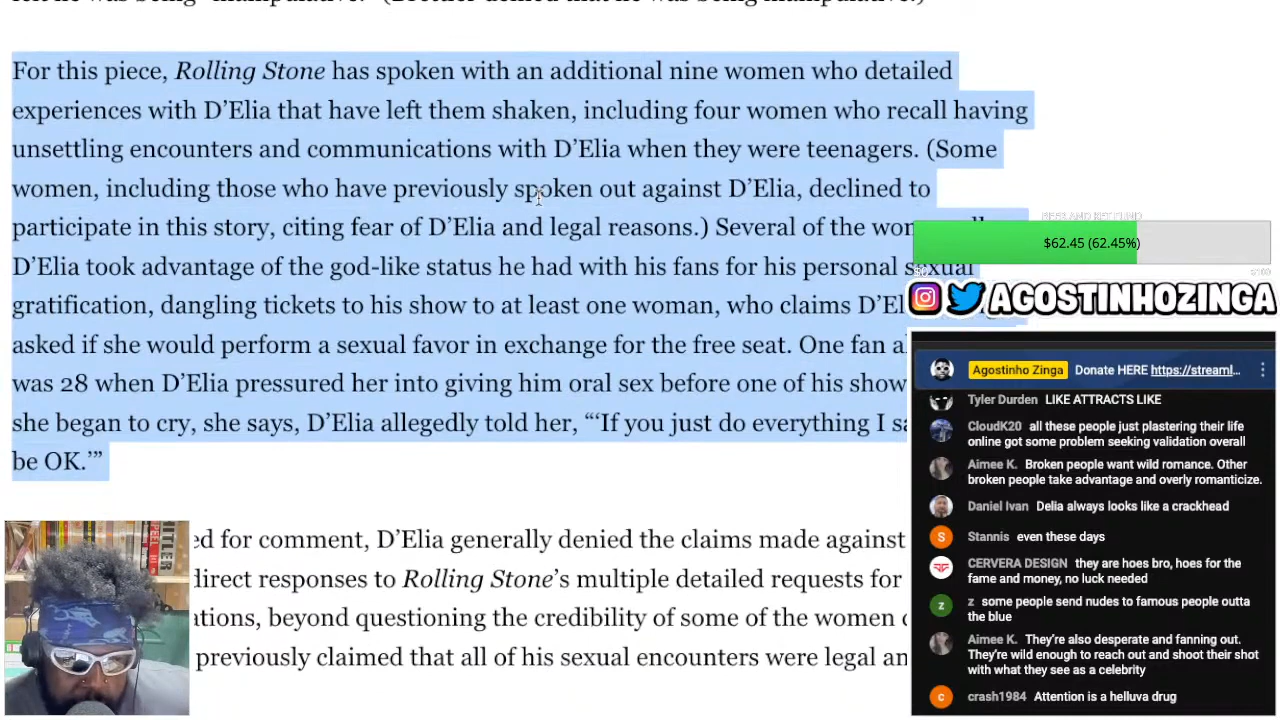 For this piece, Rolling Stone has spoken with an additional nine women who detailed
experiences with D’Elia that have left them shaken, including four women who recall having
unsettling encounters and communications with D’Elia when they were teenagers. (Some
women, including those who have previously spoken out against D’Elia, declined to
participate in this story, citing fear of D’Elia and legal reasons.) Several of the
D’Elia took advantage of the god-like status he had with his fans for his personal sexual
gratification, dangling tickets to his show to at least one woman, who claims
asked if she would perform a sexual favor in exchange for the free seat. One fan
was 28 when D’Elia pressured her into giving him oral sex before one of his
she began to cry, she says, D’Elia allegedly told her, “‘If you just do everything I
be OK.’”
for comment, D’Elia generally denied the claims made against
direct responses to Rolling Stone’s multiple detailed requests for
beyond questioning the credibility of some of the women
previously claimed that all of his sexual encounters were legal
$62.45 (62.45%)
AGOSTINHOZINGA
Agostinho Zinga Donate HERE https://streaml...
Tyler Durden LIKE ATTRACTS LIKE
CloudK20 all these people just plastering their life
online got some problem seeking validation overall
Aimee K. Broken people want wild romance. Other
broken people take advantage and overly romanticize.
Daniel Ivan Delia always looks like a crackhead
S Stannis even these days
CERVERA DESIGN they are hoes bro, hoes for the
fame and money, no luck needed
z z some people send nudes to famous people outta
the blue
Aimee K. They’re also desperate and fanning out.
They’re wild enough to reach out and shoot their shot
with what they see as a celebrity
c crash1984 Attention is a helluva drug